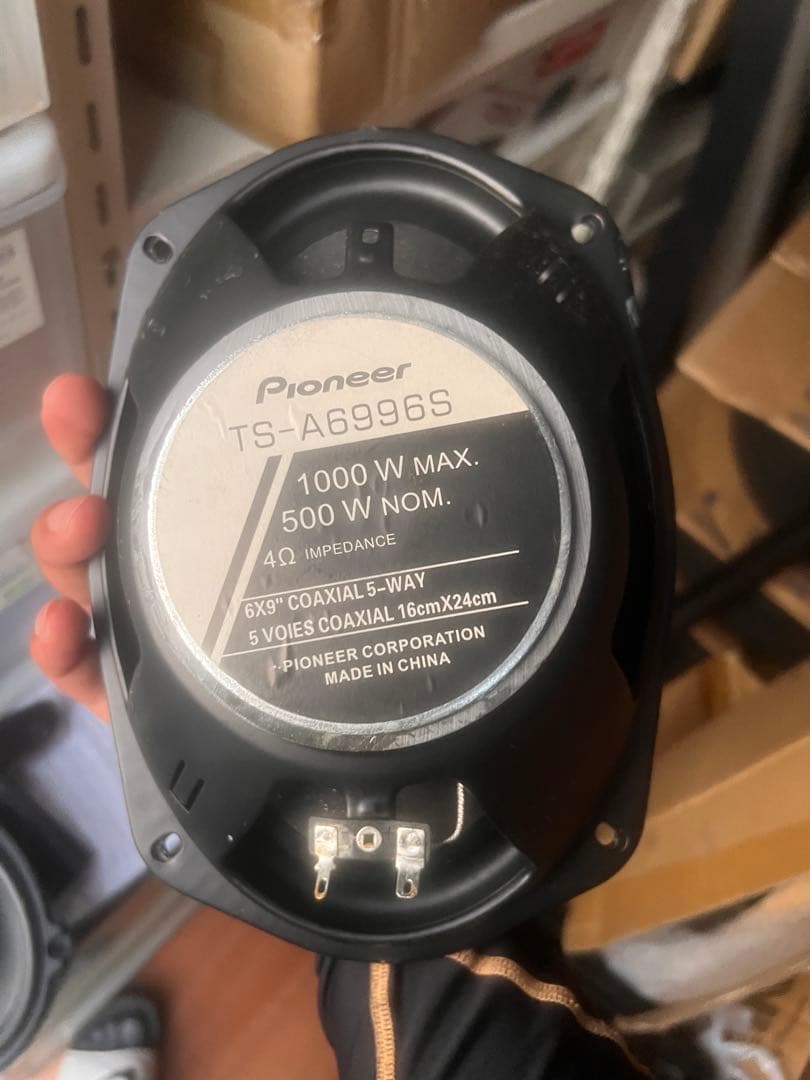 Pioneer
TS-A6996S
1000 W MAX.
500 W NOM.
4Ω IMPEDANCE
6X9" COAXIAL 5-WAY
5 VOIES COAXIAL 16cmX24cm
PIONEER CORPORATION
MADE IN CHINA